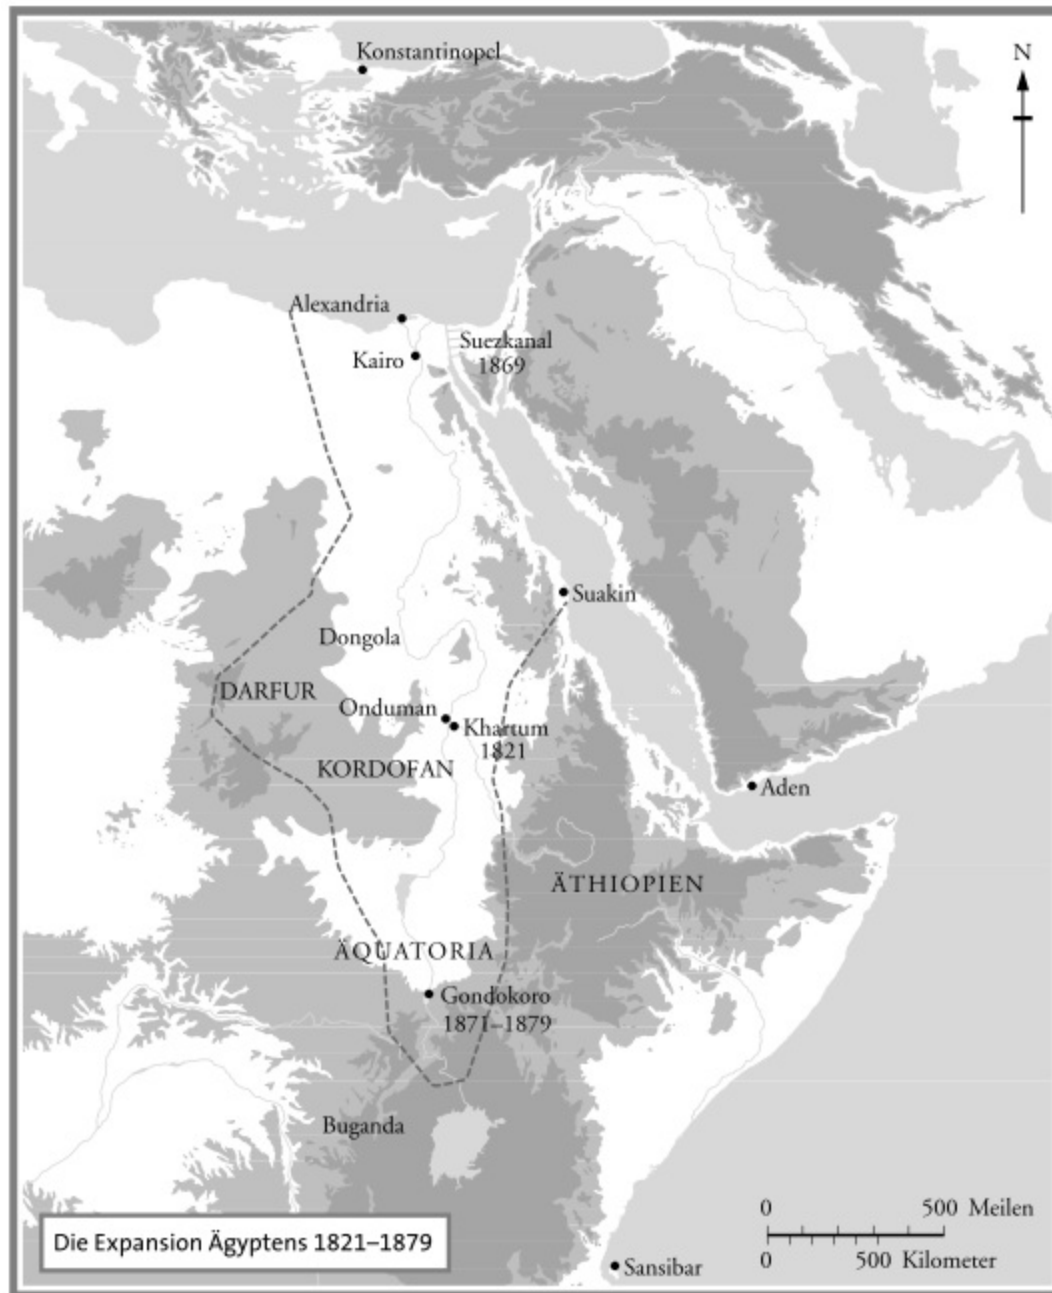 Konstantinopel
N
Alexandria
Suezkanal
1869
Kairo
Suakin
Dongola
DARFUR
Onduman
Khartum
1821
KORDOFAN
Aden
ÄTHIOPIEN
ÄQUATORIA
Gondokoro
1871–1879
Buganda
0 500 Meilen
0 500 Kilometer
Die Expansion Ägyptens 1821–1879
Sansibar